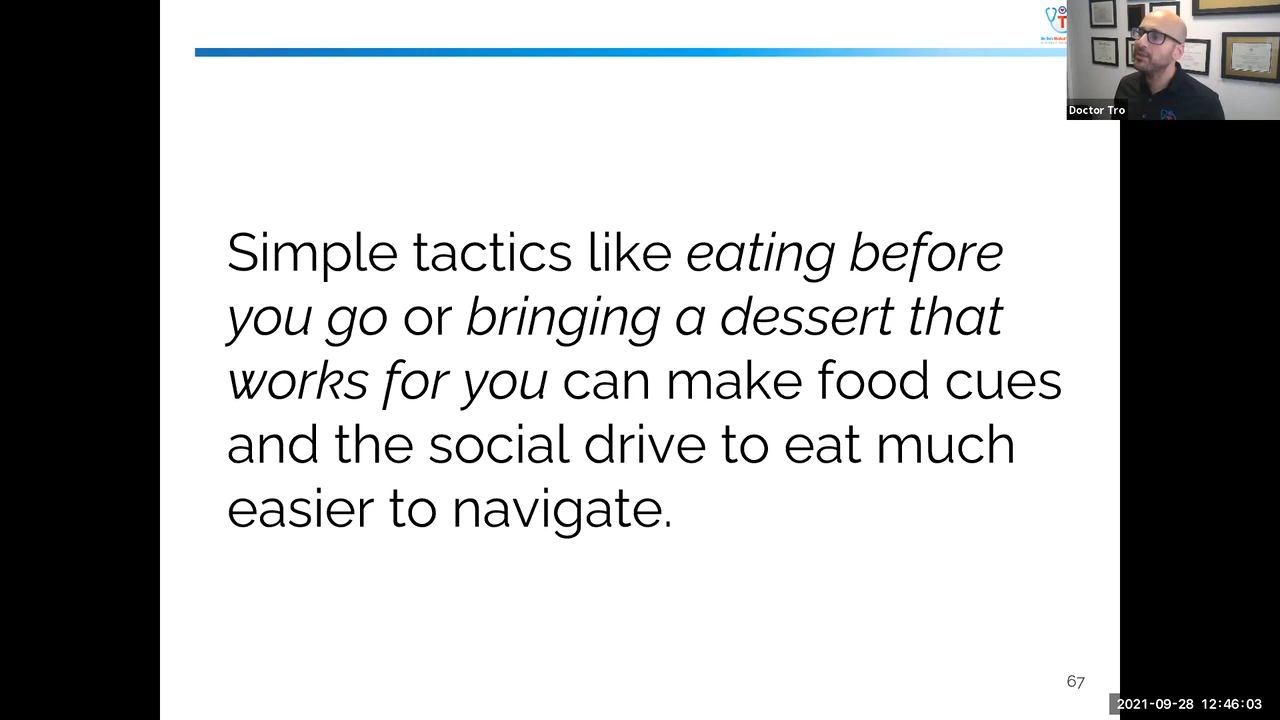 Doctor Tro
Simple tactics like eating before
you go or bringing a dessert that
works for you can make food cues
and the social drive to eat much
easier to navigate.
67
2021-09-28 12:46:03